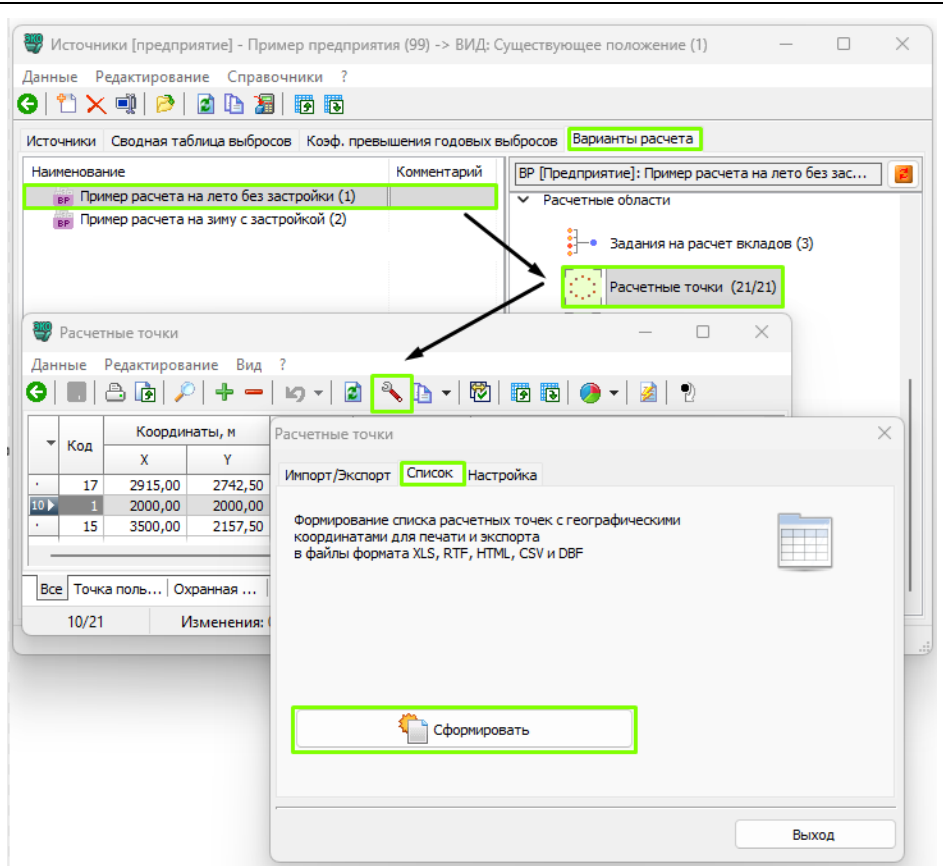 Источники [предприятие] - Пример предприятия (99) -> ВИД: Существующее положение (1)
Данные Редактирование Справочники ?
Источники Сводная таблица выбросов Коэф. превышения годовых выбросов Варианты расчета
Наименование Комментарий
ВР Пример расчета на лето без застройки (1)
ВР Пример расчета на зиму с застройкой (2)
ВР [Предприятие]: Пример расчета на лето без зас...
Расчетные области
Задания на расчет вкладов (3)
Расчетные точки (21/21)
Расчетные точки
Данные Редактирование Вид ?
Код Координаты, м
X Y
17 2915,00 2742,50
10 1 2000,00 2000,00
15 3500,00 2157,50
Все Точка поль... Охранная ...
10/21 Изменения:
Расчетные точки
Импорт/Экспорт Список Настройка
Формирование списка расчетных точек с географическими
координатами для печати и экспорта
в файлы формата XLS, RTF, HTML, CSV и DBF
Сформировать
Выход